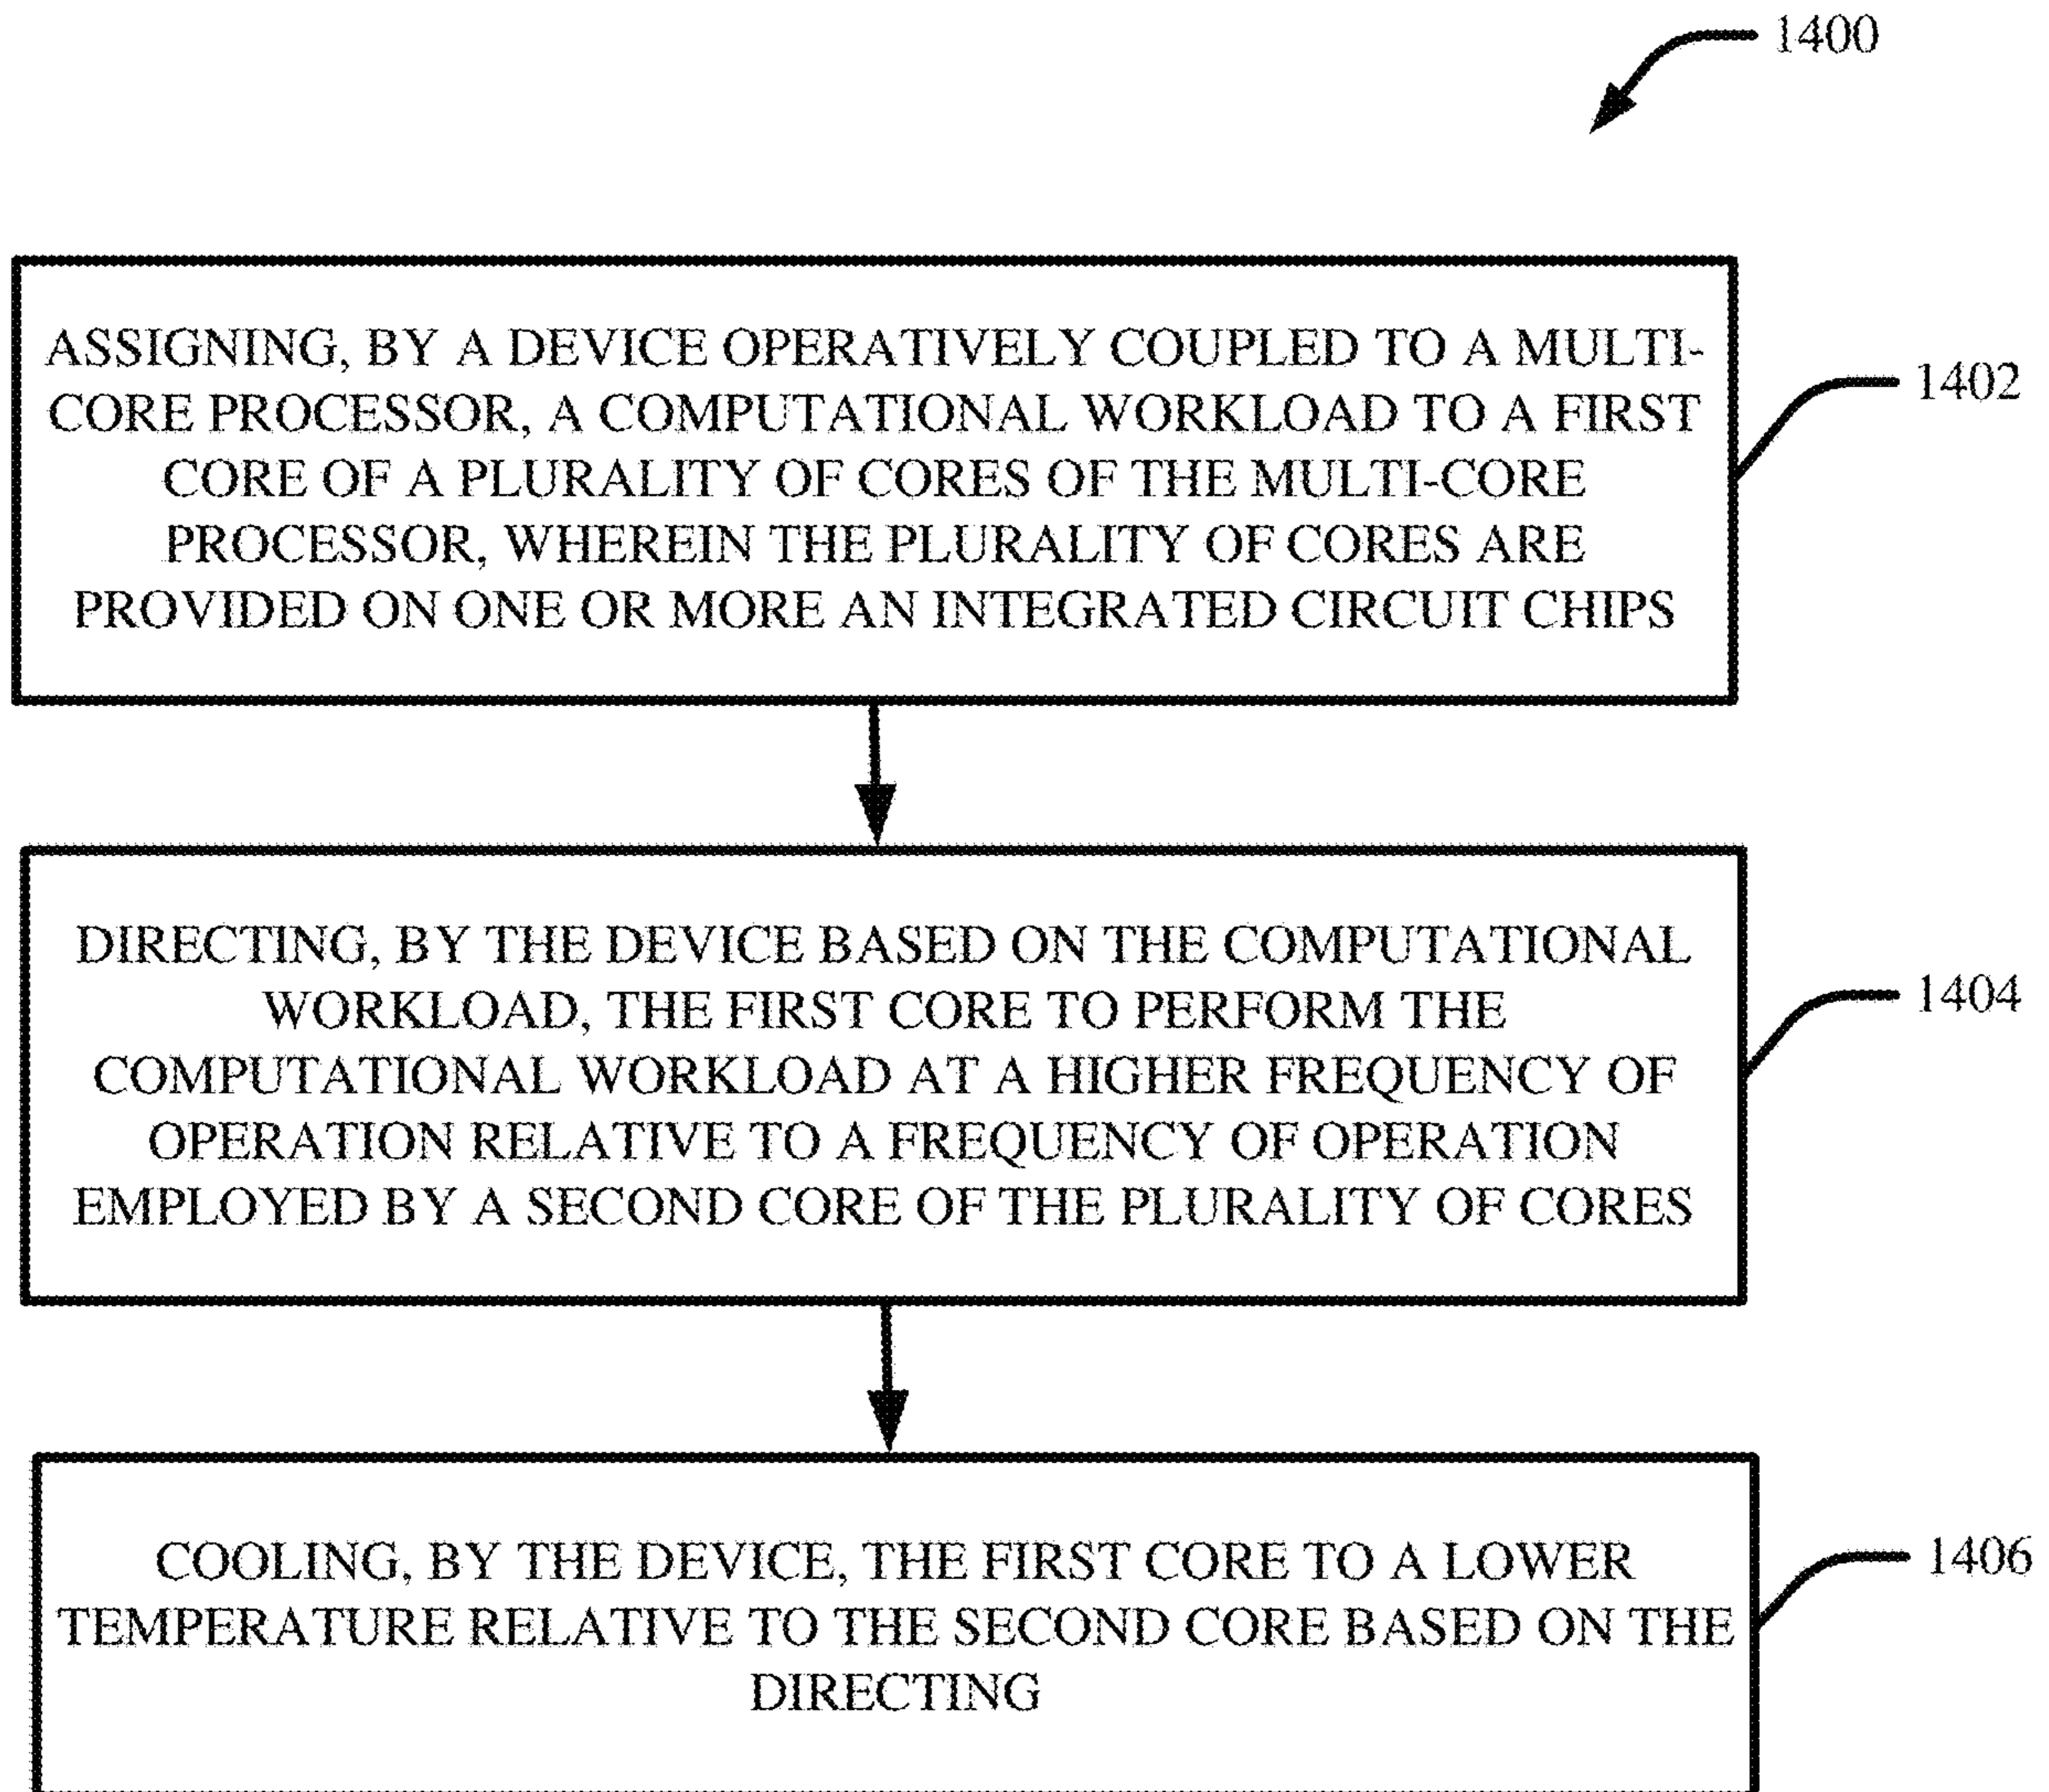 1400
ASSIGNING, BY A DEVICE OPERATIVELY COUPLED TO A MULTI-
CORE PROCESSOR, A COMPUTATIONAL WORKLOAD TO A FIRST
CORE OF A PLURALITY OF CORES OF THE MULTI-CORE
PROCESSOR, WHEREIN THE PLURALITY OF CORES ARE
PROVIDED ON ONE OR MORE AN INTEGRATED CIRCUIT CHIPS
1402
DIRECTING, BY THE DEVICE BASED ON THE COMPUTATIONAL
WORKLOAD, THE FIRST CORE TO PERFORM THE
COMPUTATIONAL WORKLOAD AT A HIGHER FREQUENCY OF
OPERATION RELATIVE TO A FREQUENCY OF OPERATION
EMPLOYED BY A SECOND CORE OF THE PLURALITY OF CORES
1404
COOLING, BY THE DEVICE, THE FIRST CORE TO A LOWER
TEMPERATURE RELATIVE TO THE SECOND CORE BASED ON THE
DIRECTING
1406